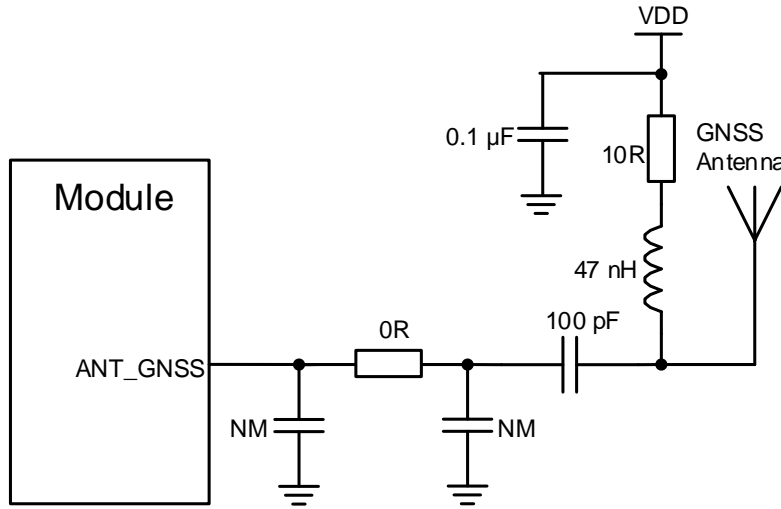 VDD
0.1 µF
10R
GNSS
Antenna
Module
47 nH
0R
100 pF
ANT_GNSS
NM
NM